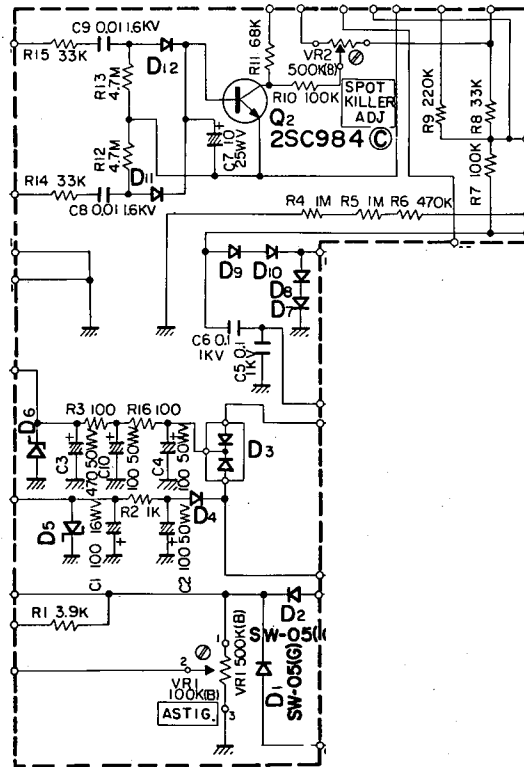 C9 0.01 1.6KV
R15 33K
D12
R13
4.7M
R11 68K
VR2
500K(B)
R10 100K
SPOT
KILLER
ADJ
Q2
2SC984 C
C7 10
25WV
R9 220K
R8 33K
R7 100K
R12
4.7M
D11
R14 33K
C8 0.01 1.6KV
R4 1M R5 1M R6 470K
D9 D10
D8
D7
C6 0.1
1KV
C5 0.1
1KV
D6
R3 100 R16 100
D3
C3
470 50WV
C10
100 50WV
C4
100 50WV
R2 1K
D4
D5
C1 100 16WV
C2 100 50WV
R1 3.9K
D2
SW-05(
D1
SW-05(G)
1
2
3
VR1 500K(B)
VR1
100K(B)
ASTIG.